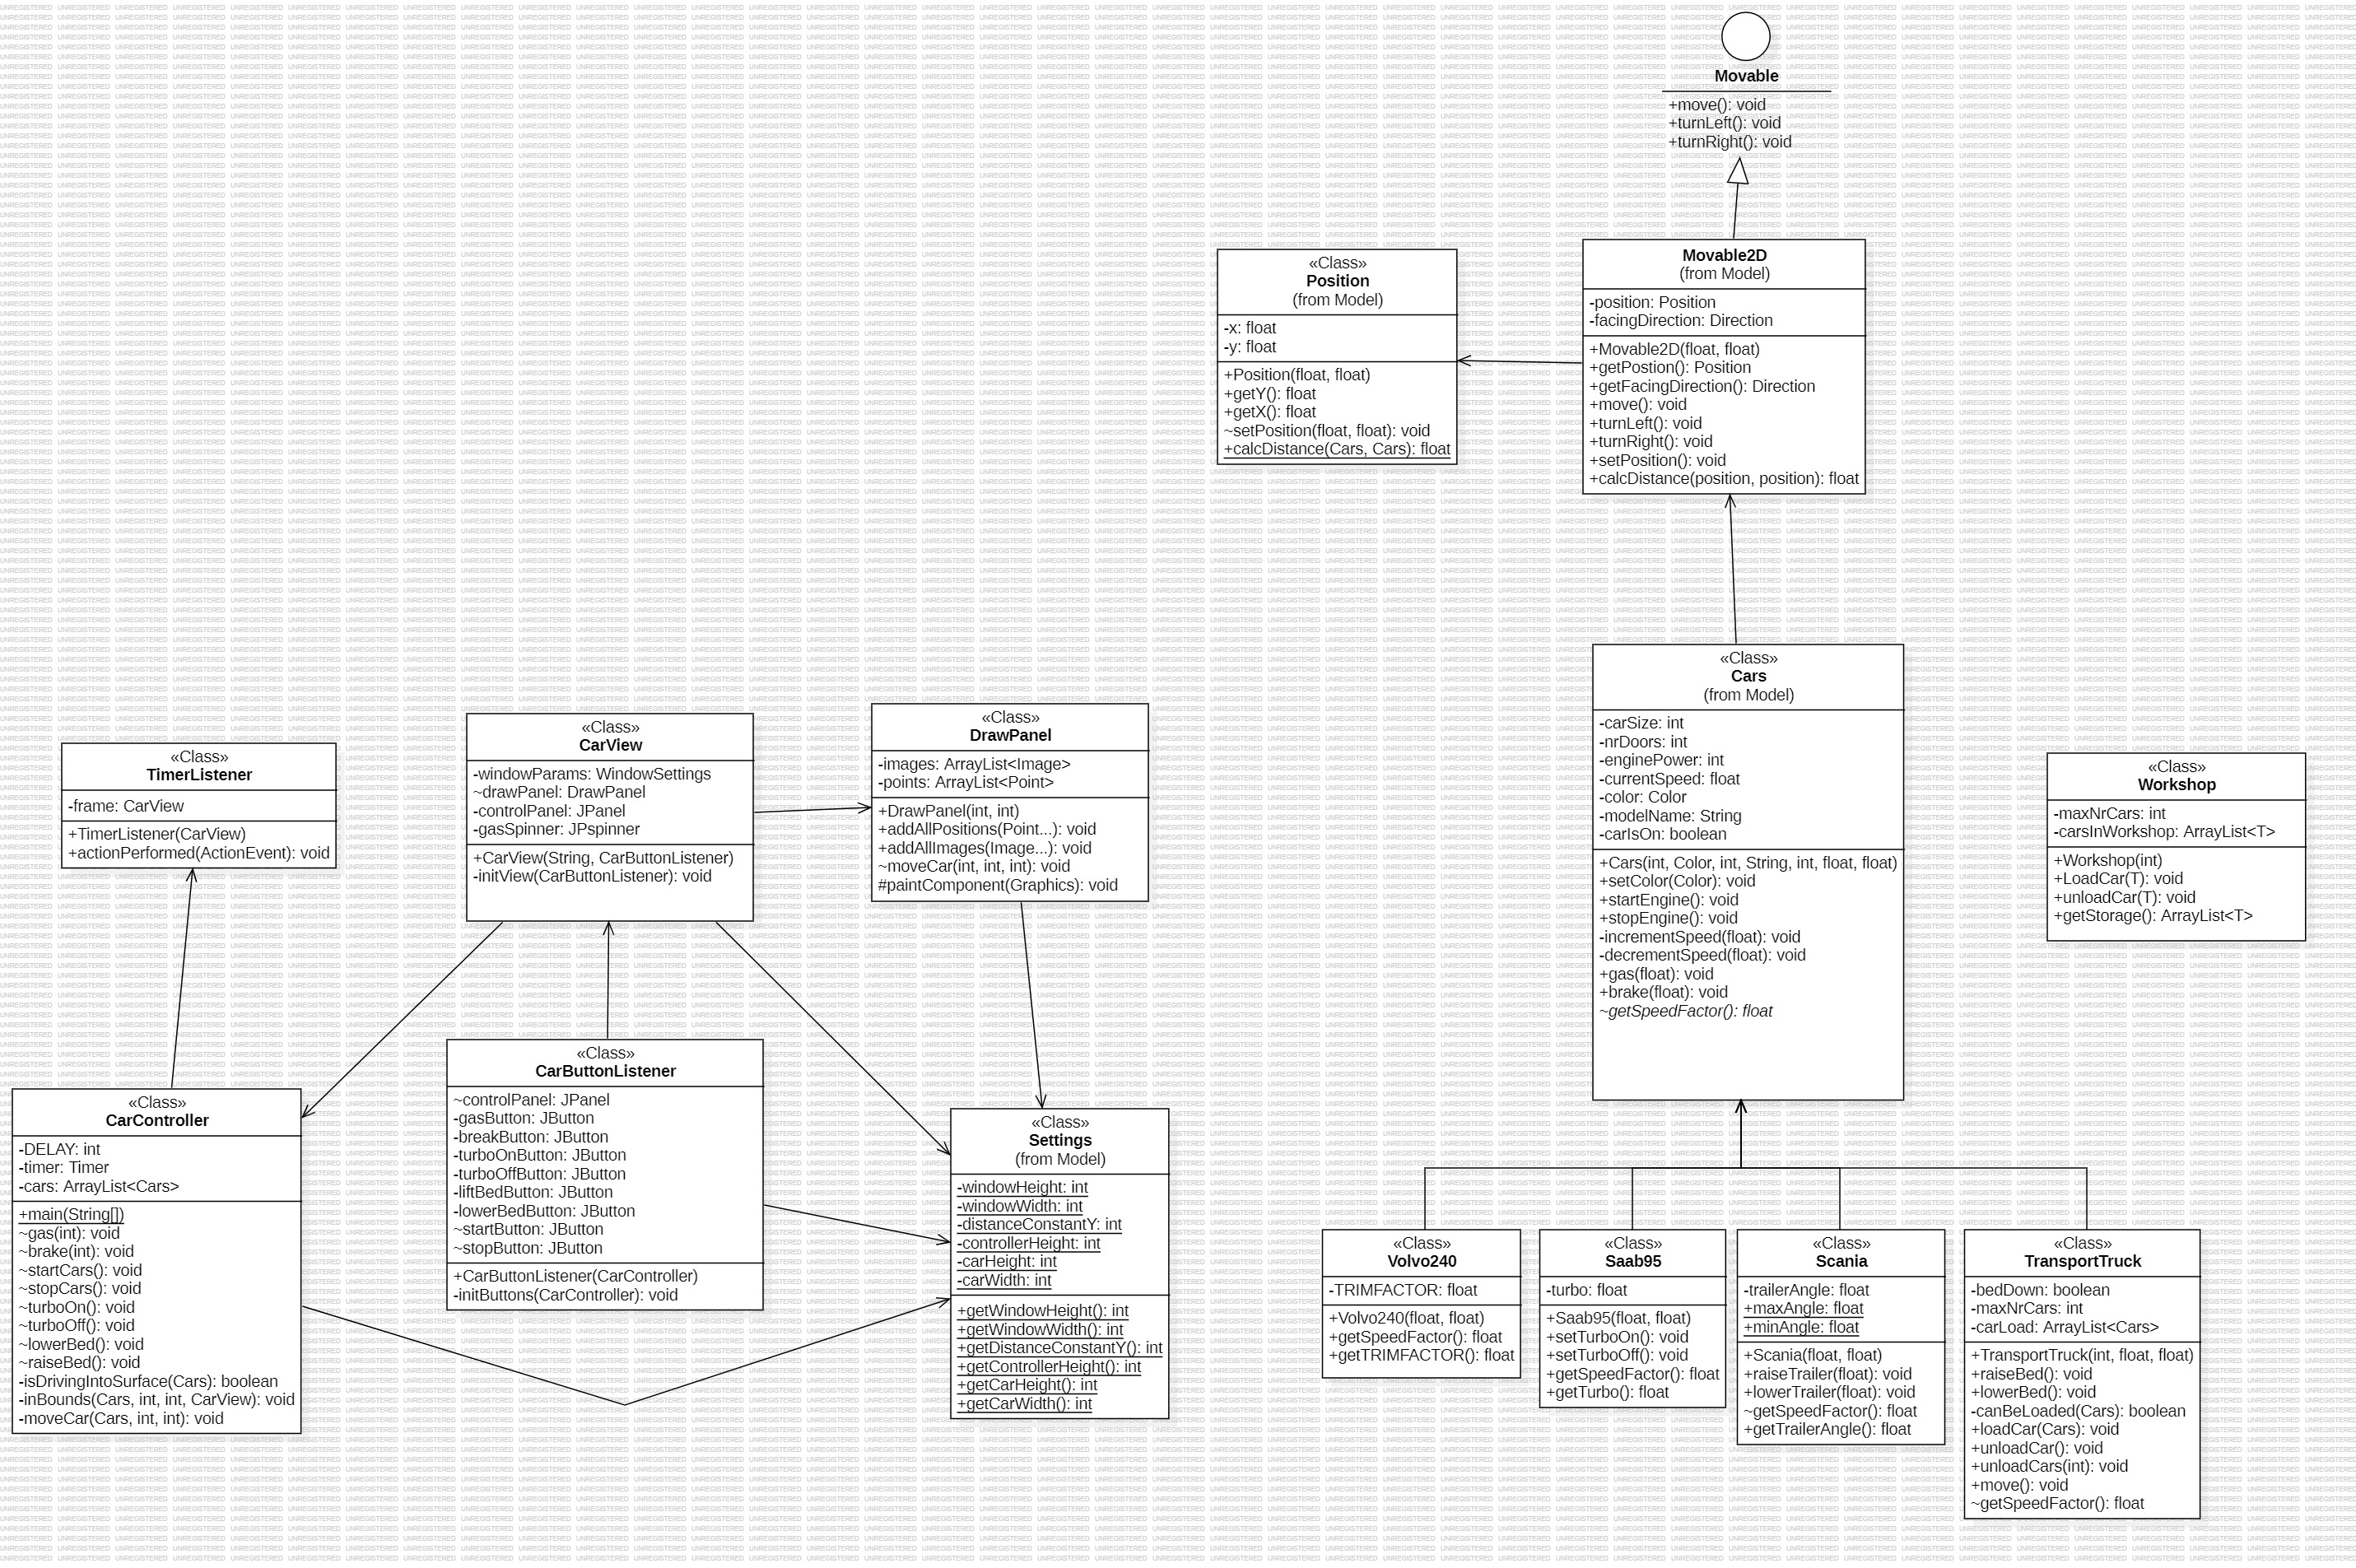 Movable
+move(): void
+turnLeft(): void
+turnRight(): void
«Class»
Position
(from Model)
-x: float
-y: float
+Position(float, float)
+getY(): float
+getX(): float
~setPosition(float, float): void
+calcDistance(Cars, Cars): float
Movable2D
(from Model)
-position: Position
-facingDirection: Direction
+Movable2D(float, float)
+getPostion(): Position
+getFacingDirection(): Direction
+move(): void
+turnLeft(): void
+turnRight(): void
+setPosition(): void
+calcDistance(position, position): float
«Class»
TimerListener
-frame: CarView
+TimerListener(CarView)
+actionPerformed(ActionEvent): void
«Class»
CarView
-windowParams: WindowSettings
~drawPanel: DrawPanel
-controlPanel: JPanel
-gasSpinner: JPspinner
+CarView(String, CarButtonListener)
-initView(CarButtonListener): void
«Class»
DrawPanel
-images: ArrayList<Image>
-points: ArrayList<Point>
+DrawPanel(int, int)
+addAllPositions(Point...): void
+addAllImages(Image...): void
~moveCar(int, int, int): void
#paintComponent(Graphics): void
«Class»
Cars
(from Model)
-carSize: int
-nrDoors: int
-enginePower: int
-currentSpeed: float
-color: Color
-modelName: String
-carIsOn: boolean
+Cars(int, Color, int, String, int, float, float)
+setColor(Color): void
+startEngine(): void
+stopEngine(): void
-incrementSpeed(float): void
-decrementSpeed(float): void
+gas(float): void
+brake(float): void
~getSpeedFactor(): float
«Class»
Workshop
-maxNrCars: int
-carsInWorkshop: ArrayList<T>
+Workshop(int)
+LoadCar(T): void
+unloadCar(T): void
+getStorage(): ArrayList<T>
«Class»
CarController
-DELAY: int
-timer: Timer
-cars: ArrayList<Cars>
+main(String[])
~gas(int): void
~brake(int): void
~startCars(): void
~stopCars(): void
~turboOn(): void
~turboOff(): void
~lowerBed(): void
~raiseBed(): void
-isDrivingIntoSurface(Cars): boolean
-inBounds(Cars, int, int, CarView): void
-moveCar(Cars, int, int): void
«Class»
CarButtonListener
~controlPanel: JPanel
-gasButton: JButton
-breakButton: JButton
-turboOnButton: JButton
-turboOffButton: JButton
-liftBedButton: JButton
-lowerBedButton: JButton
~startButton: JButton
~stopButton: JButton
+CarButtonListener(CarController)
-initButtons(CarController): void
«Class»
Settings
(from Model)
-windowHeight: int
-windowWidth: int
-distanceConstantY: int
-controllerHeight: int
-carHeight: int
-carWidth: int
+getWindowHeight(): int
+getWindowWidth(): int
+getDistanceConstantY(): int
+getControllerHeight(): int
+getCarHeight(): int
+getCarWidth(): int
«Class»
Volvo240
-TRIMFACTOR: float
+Volvo240(float, float)
+getSpeedFactor(): float
+getTRIMFACTOR(): float
«Class»
Saab95
-turbo: float
+Saab95(float, float)
+setTurboOn(): void
+setTurboOff(): void
+getSpeedFactor(): float
+getTurbo(): float
«Class»
Scania
-trailerAngle: float
+maxAngle: float
+minAngle: float
+Scania(float, float)
+raiseTrailer(float): void
+lowerTrailer(float): void
~getSpeedFactor(): float
+getTrailerAngle(): float
«Class»
TransportTruck
-bedDown: boolean
-maxNrCars: int
-carLoad: ArrayList<Cars>
+TransportTruck(int, float, float)
+raiseBed(): void
+lowerBed(): void
-canBeLoaded(Cars): boolean
+loadCar(Cars): void
+unloadCar(): void
+unloadCars(int): void
+move(): void
~getSpeedFactor(): float
UNREGISTERED